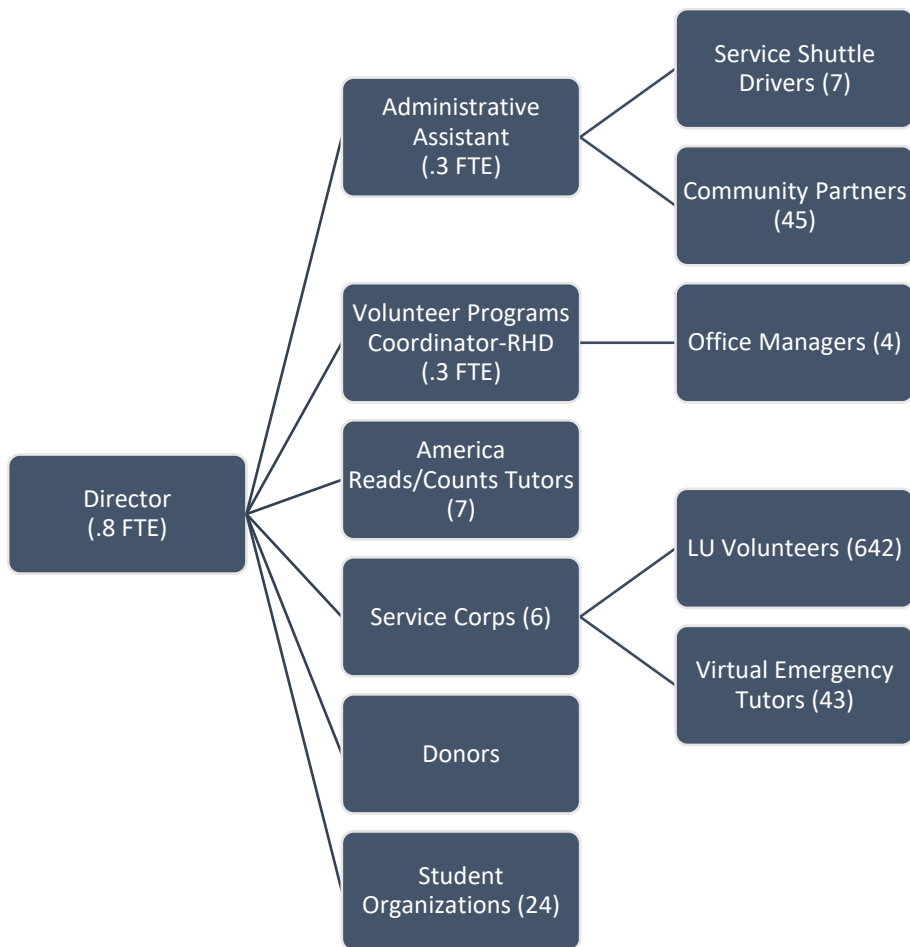 Director
(.8 FTE)
Administrative
Assistant
(.3 FTE)
Service Shuttle
Drivers (7)
Community Partners
(45)
Volunteer Programs
Coordinator-RHD
(.3 FTE)
Office Managers (4)
America
Reads/Counts Tutors
(7)
Service Corps (6)
LU Volunteers (642)
Virtual Emergency
Tutors (43)
Donors
Student
Organizations (24)